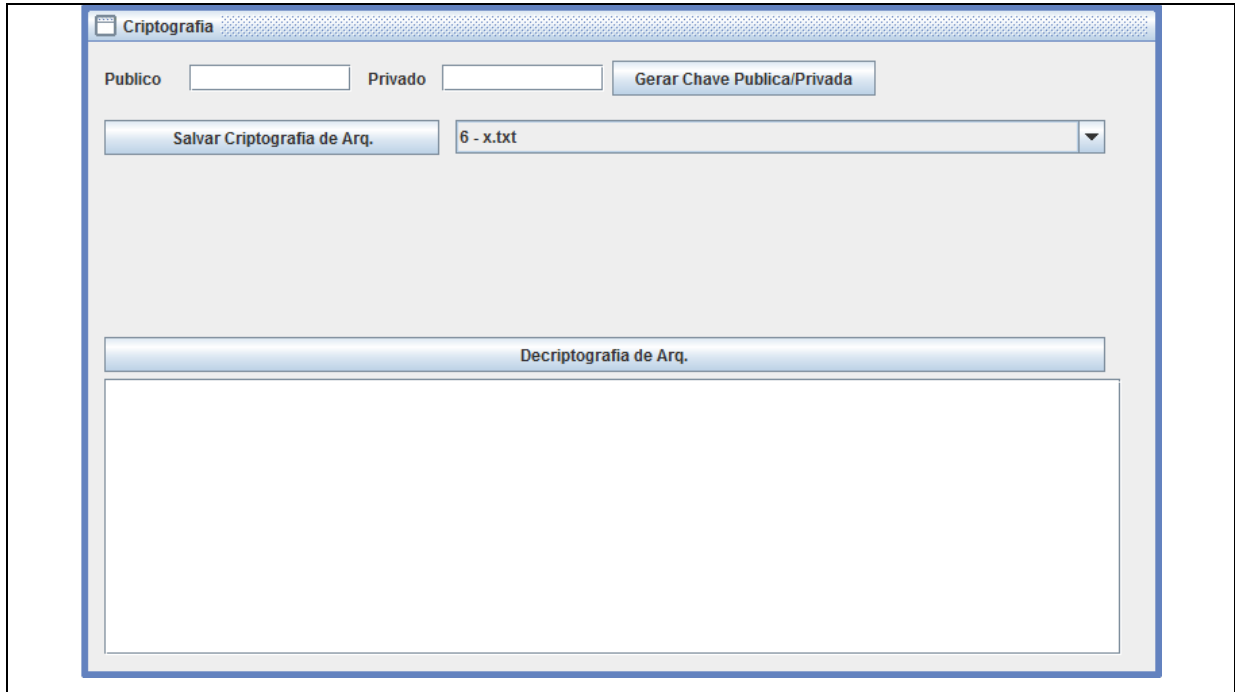 Criptografia
Publico Privado Gerar Chave Publica/Privada
Salvar Criptografia de Arq. 6 - x.txt
Decriptografia de Arq.